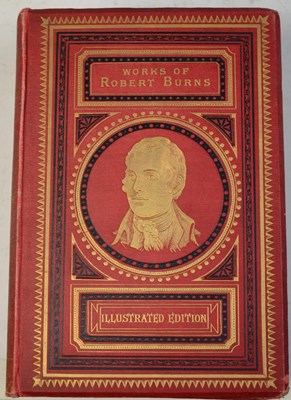 WORKS OF
ROBERT BURNS
ILLUSTRATED EDITION